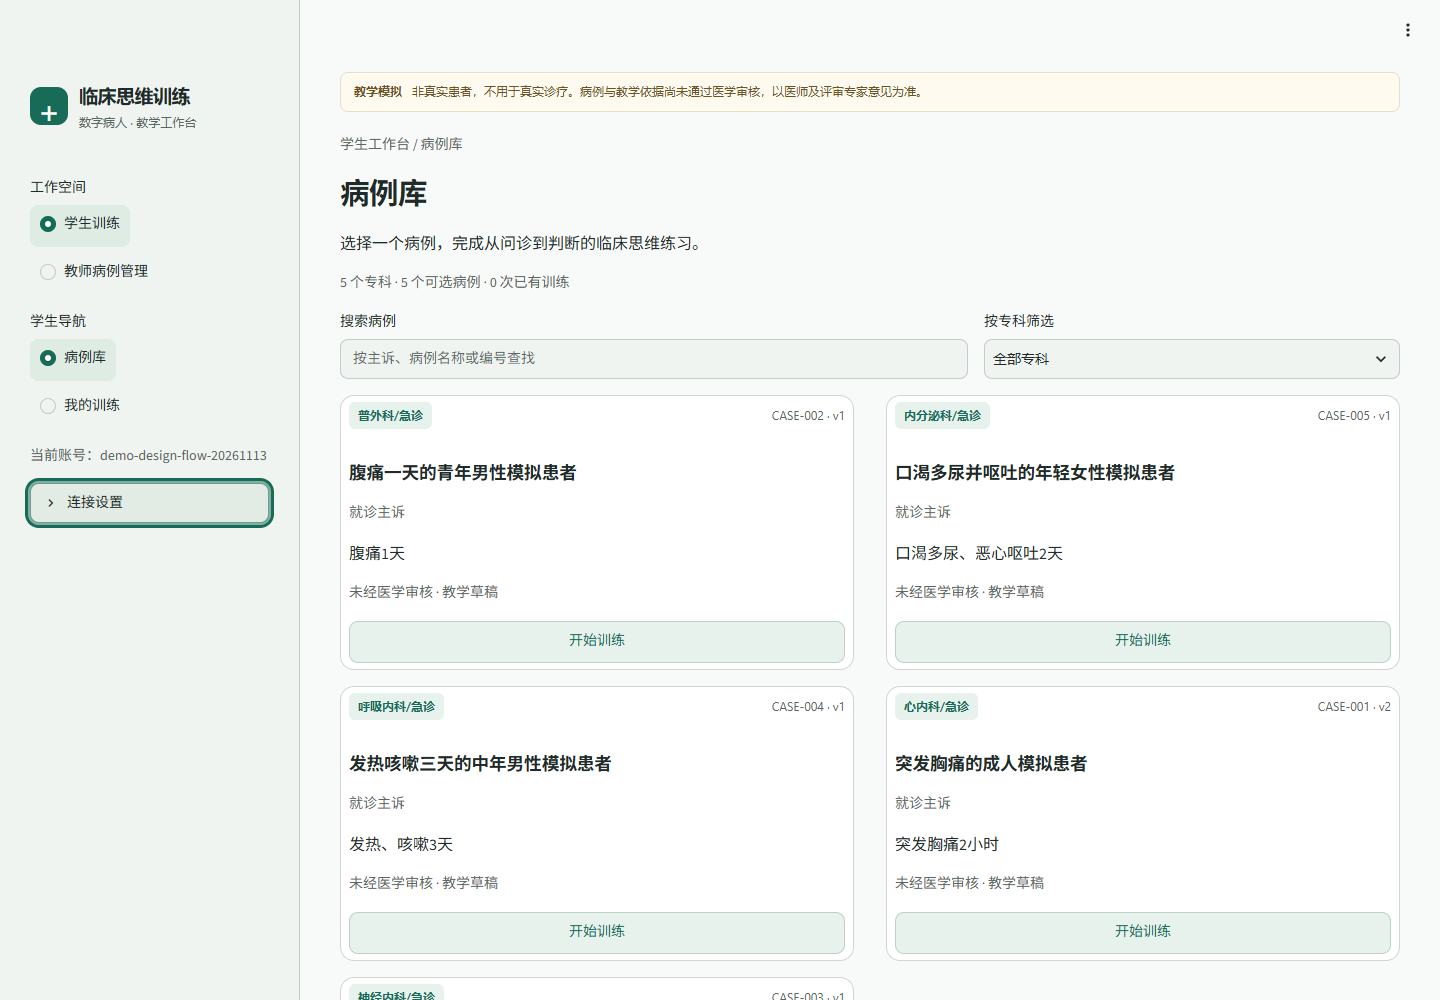 临床思维训练
数字病人 · 教学工作台
工作空间
学生训练
教师病例管理
学生导航
病例库
我的训练
当前账号：demo-design-flow-20261113
连接设置
教学模拟 非真实患者，不用于真实诊疗。病例与教学依据尚未通过医学审核，以医师及评审专家意见为准。
学生工作台 / 病例库
病例库
选择一个病例，完成从问诊到判断的临床思维练习。
5 个专科 · 5 个可选病例 · 0 次已有训练
搜索病例
按主诉、病例名称或编号查找
按专科筛选
全部专科
普外科/急诊
CASE-002 · v1
腹痛一天的青年男性模拟患者
就诊主诉
腹痛1天
未经医学审核 · 教学草稿
开始训练
内分泌科/急诊
CASE-005 · v1
口渴多尿并呕吐的年轻女性模拟患者
就诊主诉
口渴多尿、恶心呕吐2天
未经医学审核 · 教学草稿
开始训练
呼吸内科/急诊
CASE-004 · v1
发热咳嗽三天的中年男性模拟患者
就诊主诉
发热、咳嗽3天
未经医学审核 · 教学草稿
开始训练
心内科/急诊
CASE-001 · v2
突发胸痛的成人模拟患者
就诊主诉
突发胸痛2小时
未经医学审核 · 教学草稿
开始训练
神经内科/急诊
CASE-003 · v1